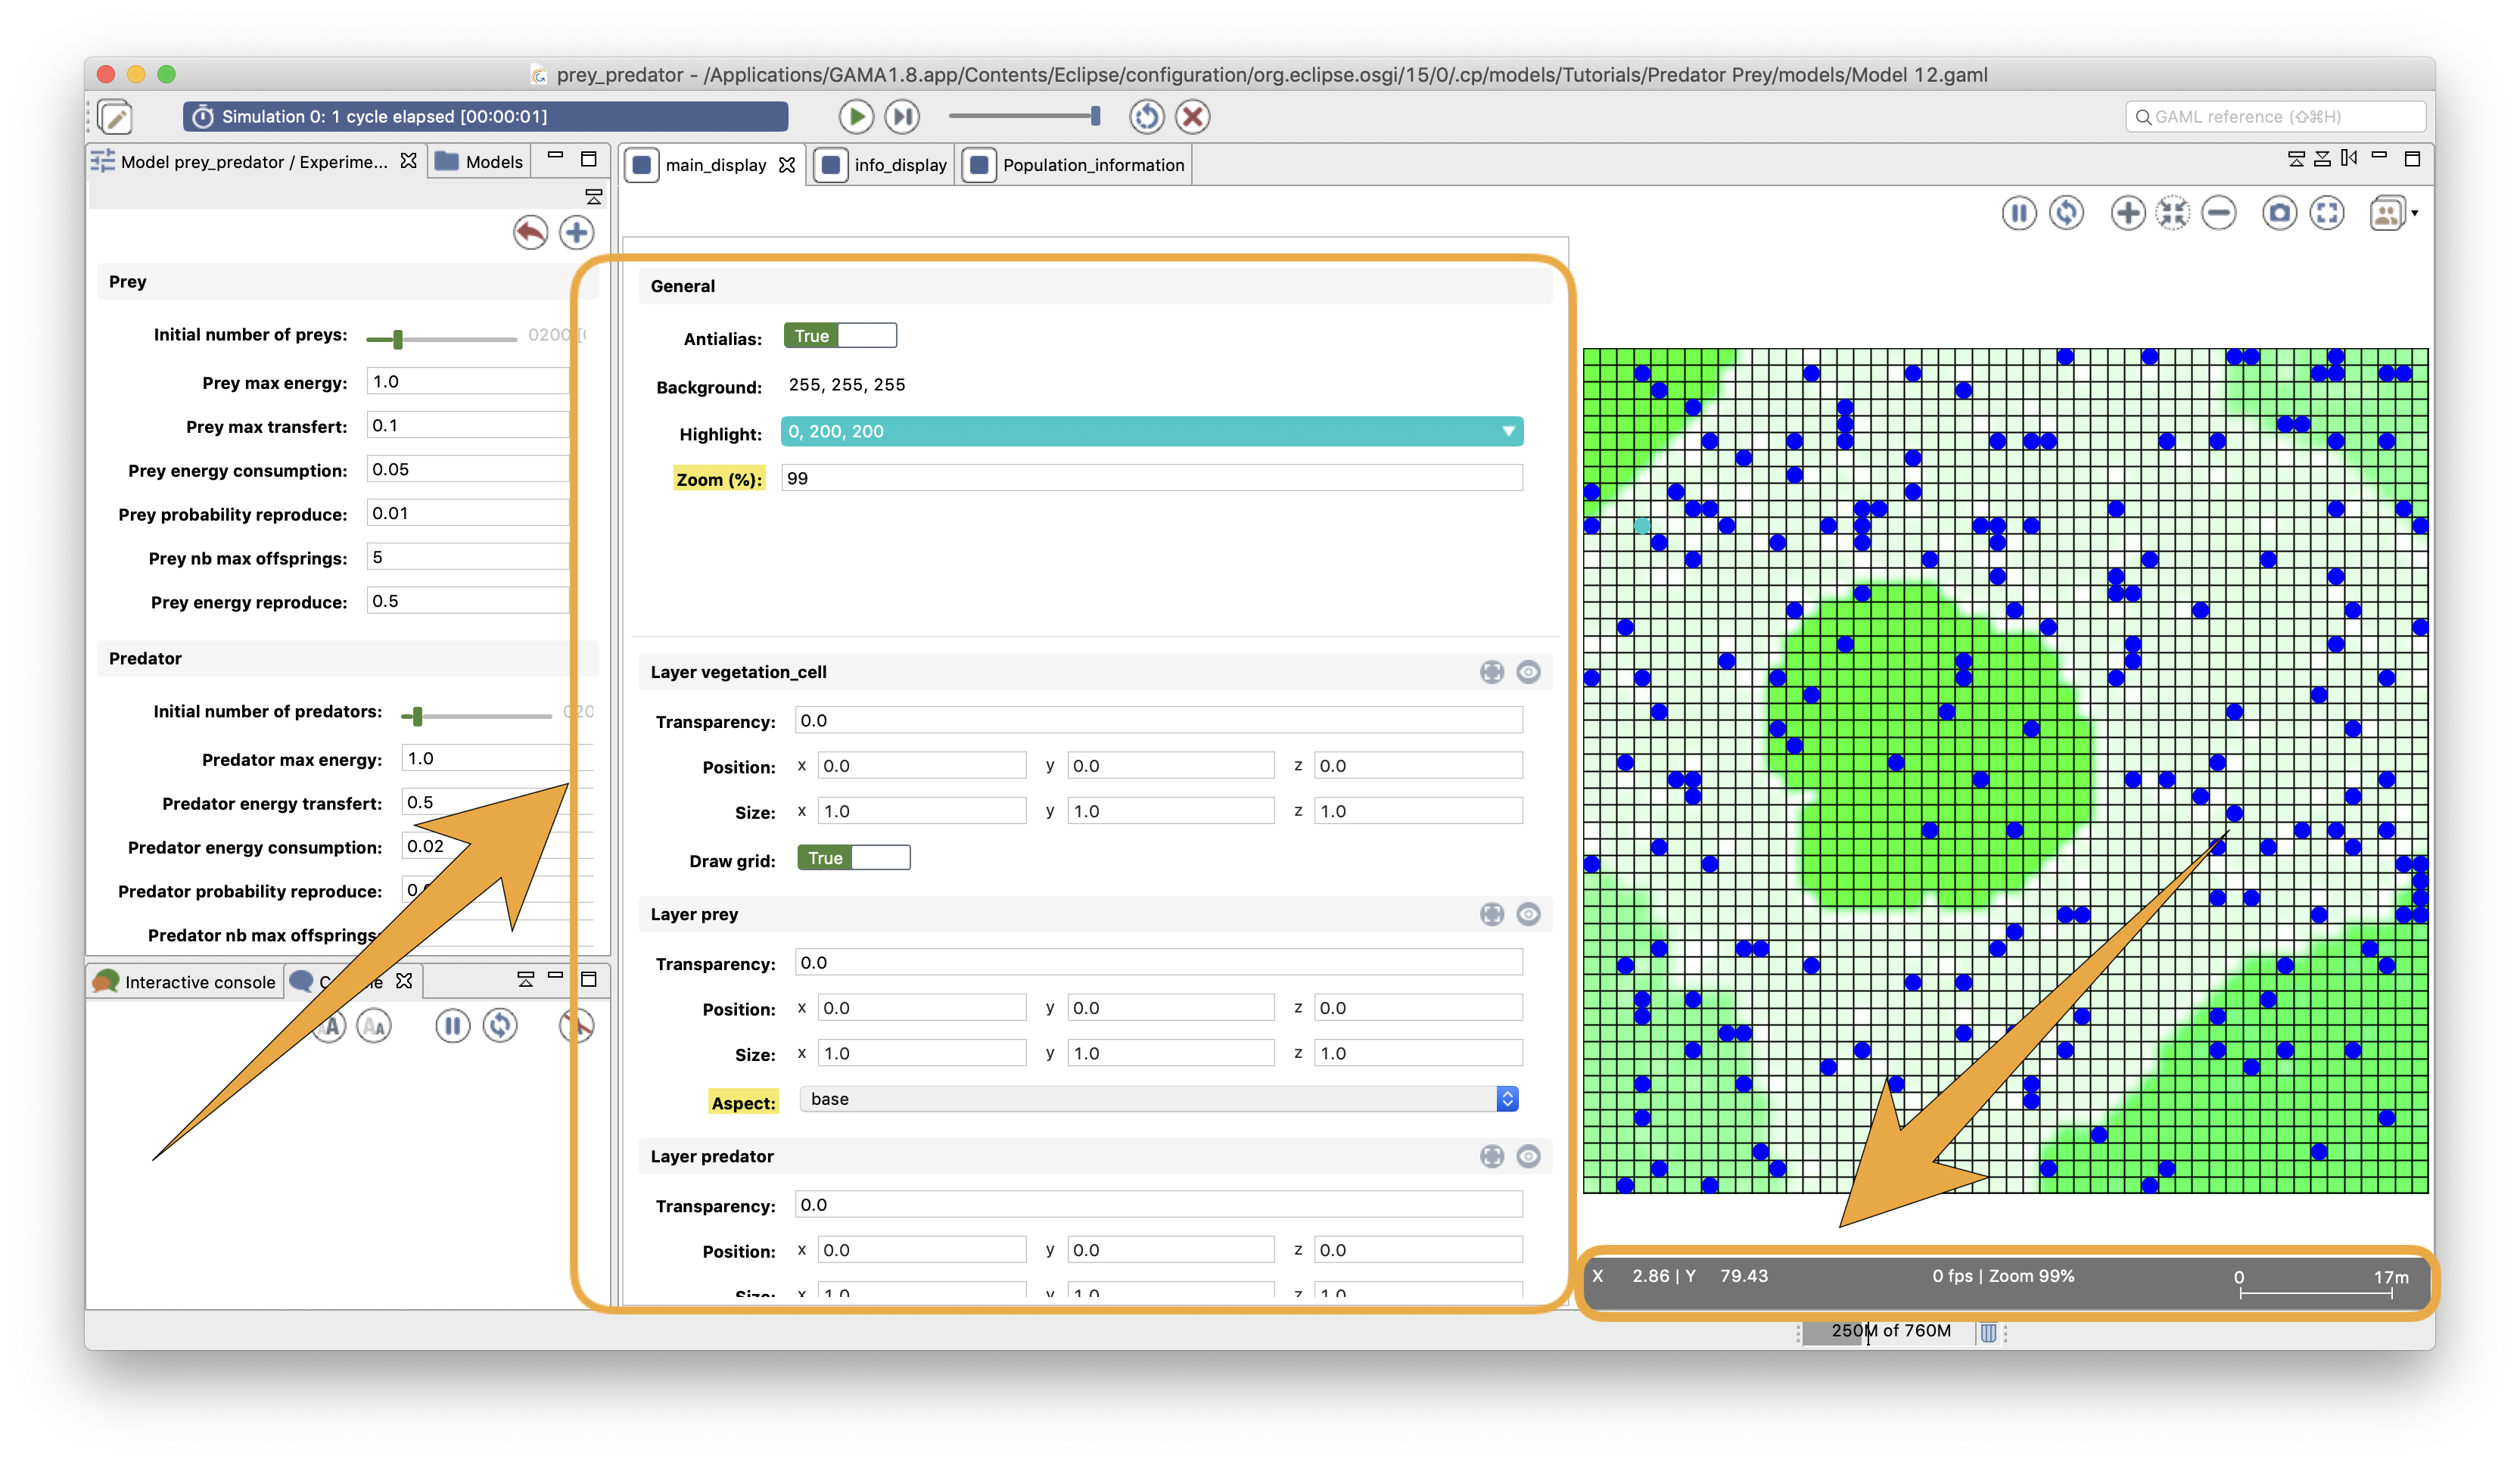 prey_predator - /Applications/GAMA1.8.app/Contents/Eclipse/configuration/org.eclipse.osgi/15/0/.cp/models/Tutorials/Predator Prey/models/Model 12.gaml
Simulation 0: 1 cycle elapsed [00:00:01]
GAML reference (⇧⌘H)
Model prey_predator / Experime...
Models
main_display
info_display
Population_information
Prey
Initial number of preys: 0200
Prey max energy: 1.0
Prey max transfert: 0.1
Prey energy consumption: 0.05
Prey probability reproduce: 0.01
Prey nb max offsprings: 5
Prey energy reproduce: 0.5
Predator
Initial number of predators:
Predator max energy: 1.0
Predator energy transfert: 0.5
Predator energy consumption: 0.02
Predator probability reproduce:
Predator nb max offsprings:
Interactive console
General
Antialias: True
Background: 255, 255, 255
Highlight: 0, 200, 200
Zoom (%): 99
Layer vegetation_cell
Transparency: 0.0
Position: x 0.0 y 0.0 z 0.0
Size: x 1.0 y 1.0 z 1.0
Draw grid: True
Layer prey
Transparency: 0.0
Position: x 0.0 y 0.0 z 0.0
Size: x 1.0 y 1.0 z 1.0
Aspect: base
Layer predator
Transparency: 0.0
Position: x 0.0 y 0.0 z 0.0
Size: x 1.0 y 1.0 z 1.0
X 2.86 | Y 79.43
0 fps | Zoom 99%
0 17m
250M of 760M